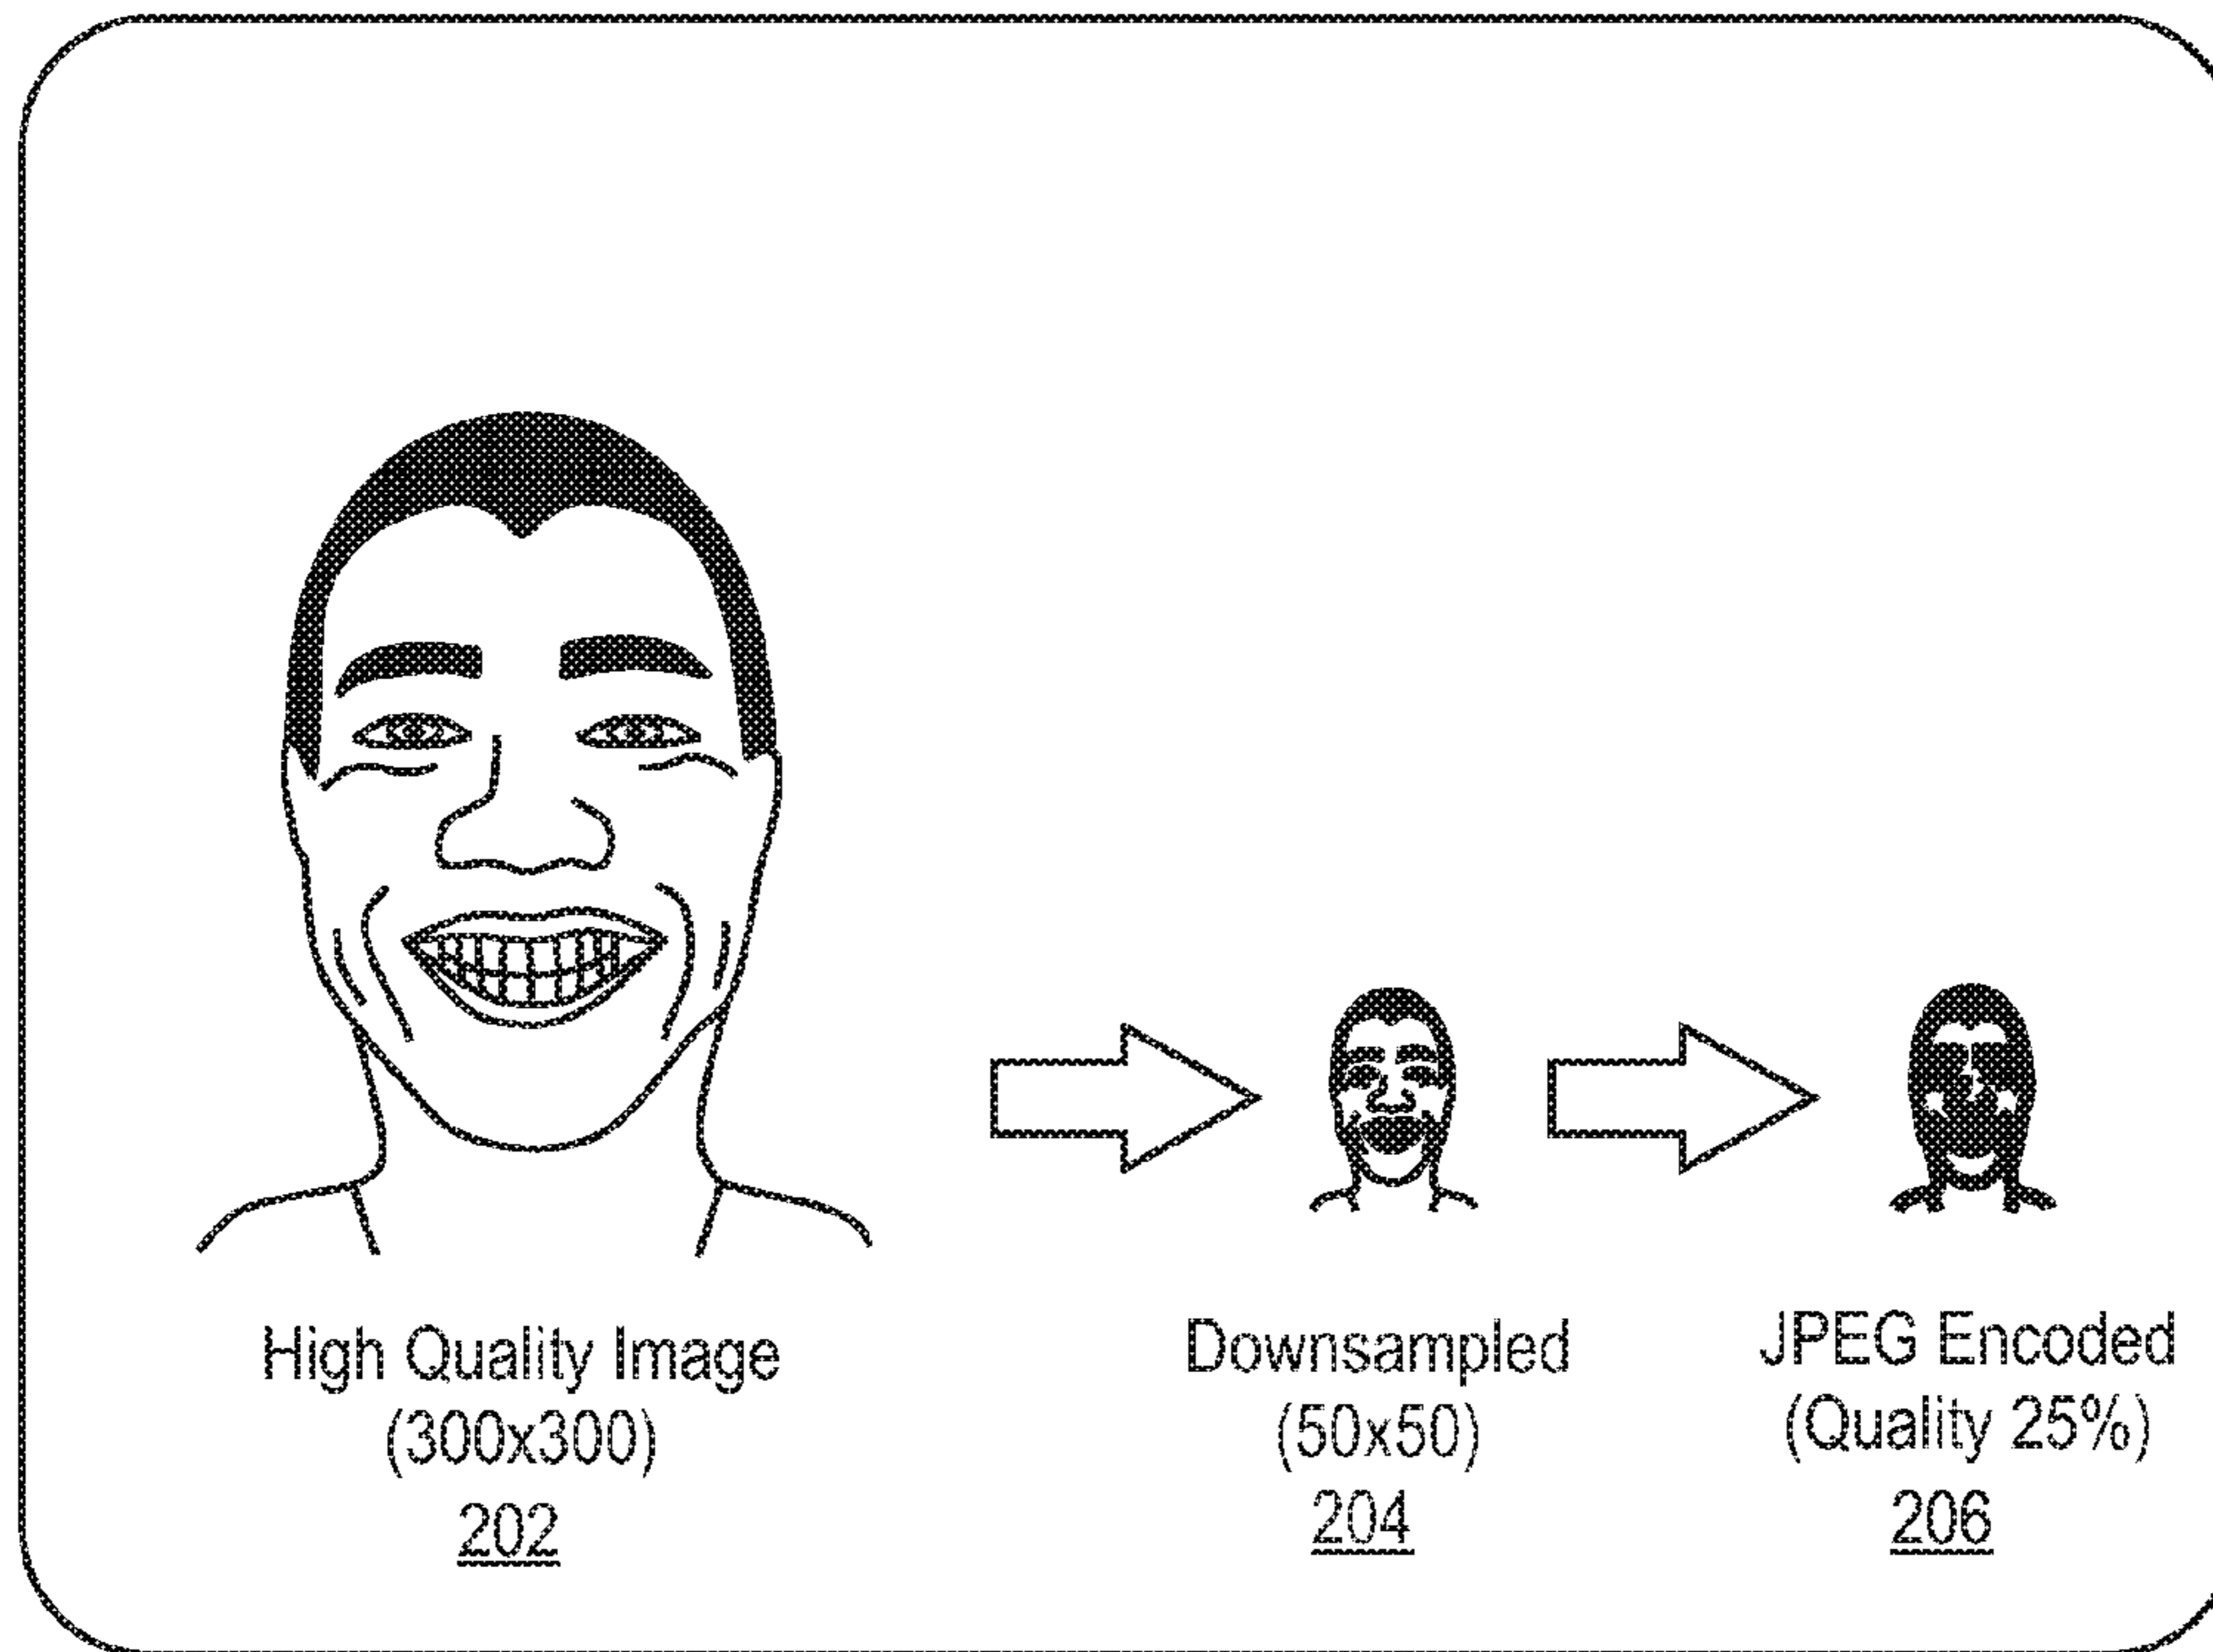 High Quality Image
(300x300)
202
Downsampled
(50x50)
204
JPEG Encoded
(Quality 25%)
206